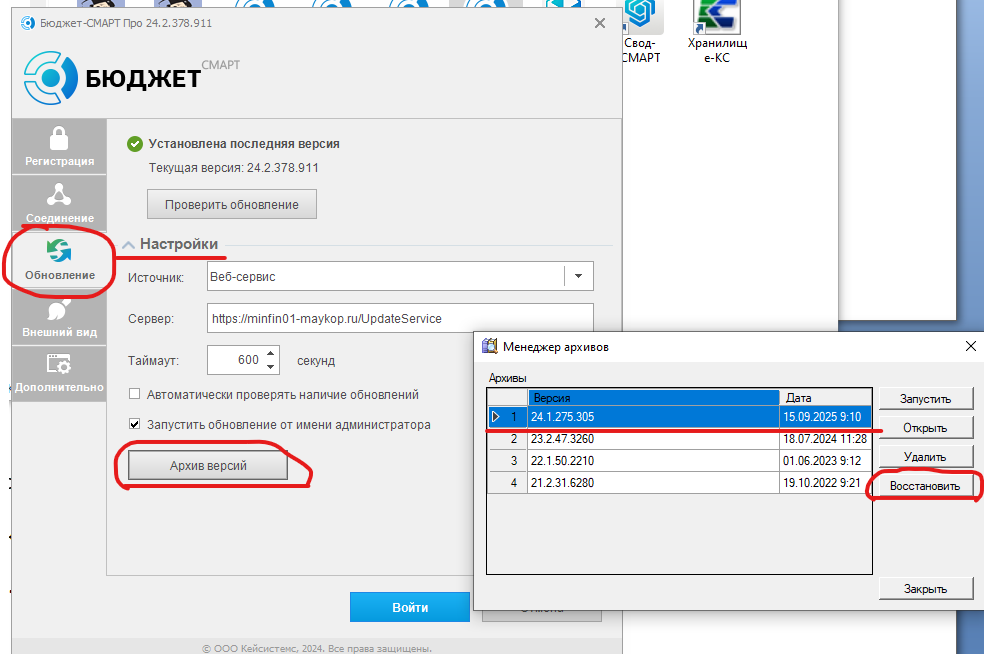 Бюджет-СМАРТ Про 24.2.378.911
Свод-
СМАРТ
Хранилищ
е-КС
БЮДЖЕТ СМАРТ
Регистрация
Соединение
Обновление
Внешний вид
Дополнительно
Установлена последняя версия
Текущая версия: 24.2.378.911
Проверить обновление
Настройки
Источник: Веб-сервис
Сервер: https://minfin01-maykop.ru/UpdateService
Таймаут: 600 секунд
Автоматически проверять наличие обновлений
Запустить обновление от имени администратора
Архив версий
Войти
© ООО Кейсистемс, 2024. Все права защищены.
Менеджер архивов
Архивы
Версия Дата
1 24.1.275.305 15.09.2025 9:10
2 23.2.47.3260 18.07.2024 11:28
3 22.1.50.2210 01.06.2023 9:12
4 21.2.31.6280 19.10.2022 9:21
Запустить
Открыть
Удалить
Восстановить
Закрыть